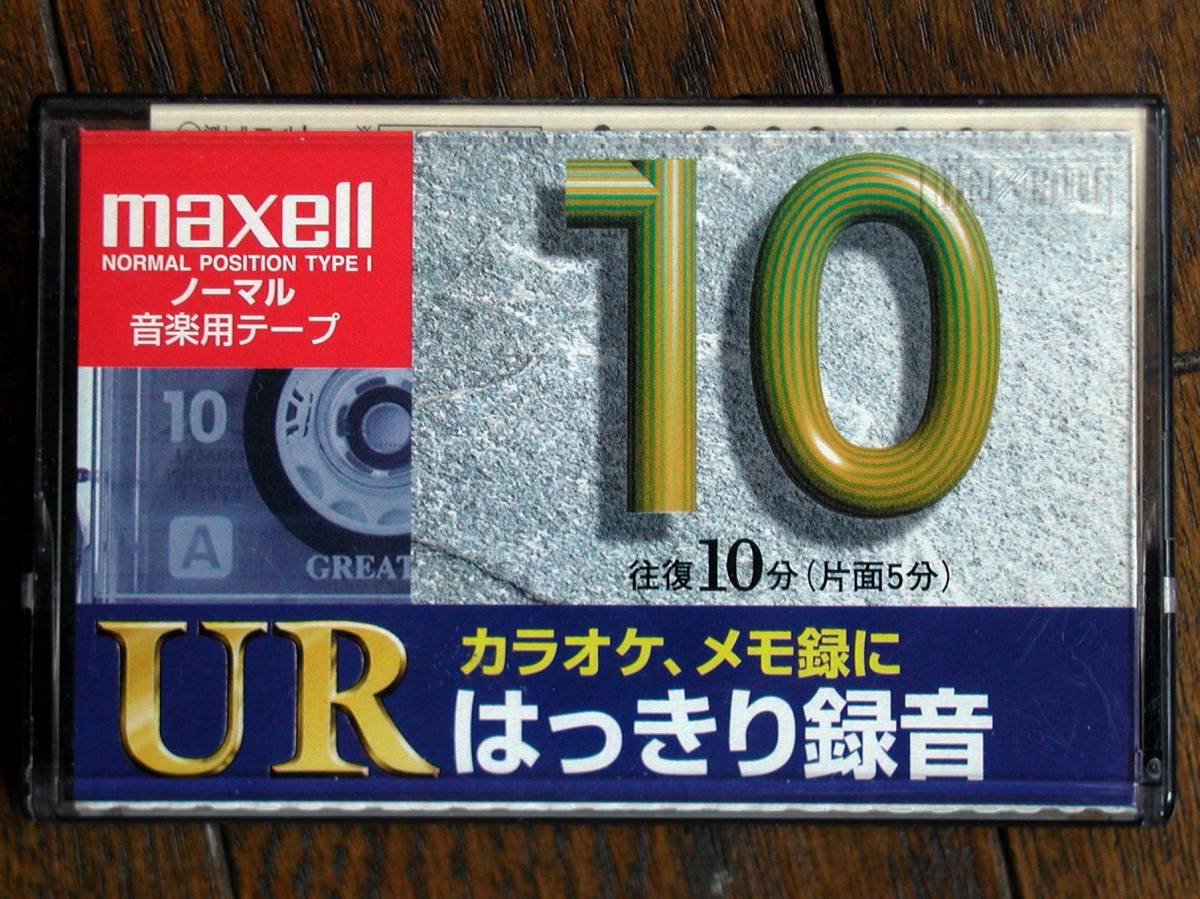 maxell
NORMAL POSITION TYPE I
ノーマル
音楽用テープ
10
10
A
GREAT
往復10分(片面5分)
UR
カラオケ、メモ録に
はっきり録音